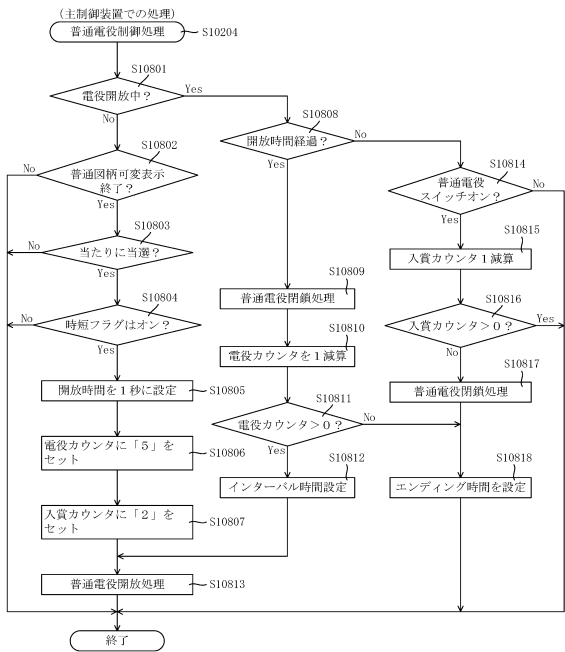 (主制御装置での処理)
普通電役制御処理
S10204
S10801
電役開放中?
Yes
No
S10802
普通図柄可変表示
終了?
No
Yes
S10803
当たりに当選?
No
Yes
S10804
時短フラグはオン?
No
Yes
開放時間を1秒に設定
S10805
電役カウンタに「5」を
セット
S10806
入賞カウンタに「2」を
セット
S10807
普通電役開放処理
S10813
終了
S10808
開放時間経過?
No
Yes
S10809
普通電役閉鎖処理
S10810
電役カウンタを1減算
S10811
電役カウンタ>0?
No
Yes
S10812
インターバル時間設定
S10814
普通電役
スイッチオン?
No
Yes
S10815
入賞カウンタ1減算
S10816
入賞カウンタ>0?
Yes
No
S10817
普通電役閉鎖処理
S10818
エンディング時間を設定